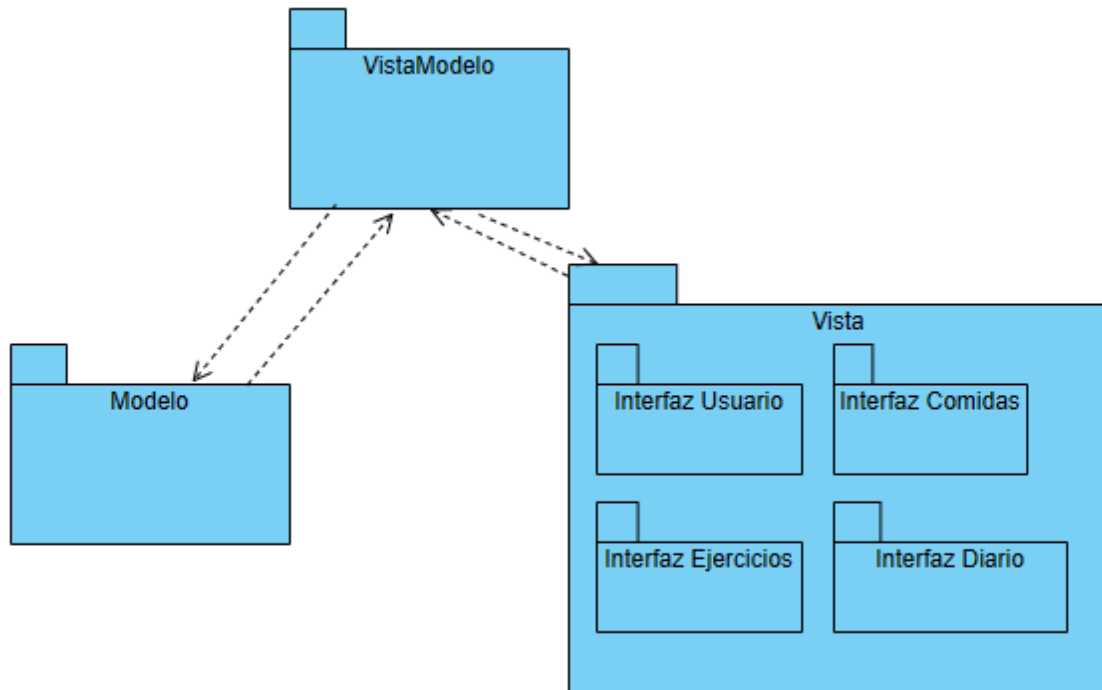 VistaModelo
Modelo
Vista
Interfaz Usuario
Interfaz Comidas
Interfaz Ejercicios
Interfaz Diario